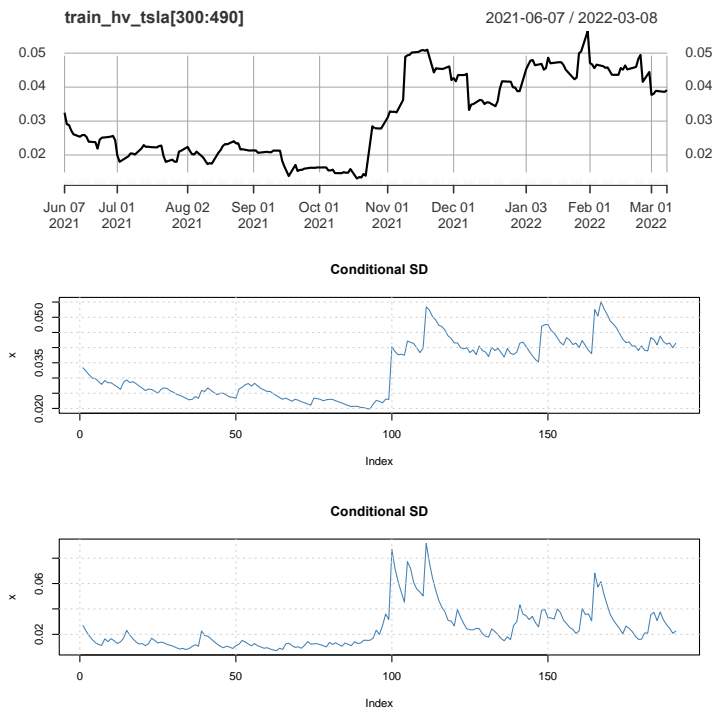 train_hv_tsla[300:490] 2021-06-07 / 2022-03-08
0.05 0.05
0.04 0.04
0.03 0.03
0.02 0.02
Jun 07 Jul 01 Aug 02 Sep 01 Oct 01 Nov 01 Dec 01 Jan 03 Feb 01 Mar 01
2021 2021 2021 2021 2021 2021 2021 2022 2022 2022
Conditional SD
0.050
0.035
0.020
x
0 50 100 150
Index
Conditional SD
0.06
0.02
x
0 50 100 150
Index